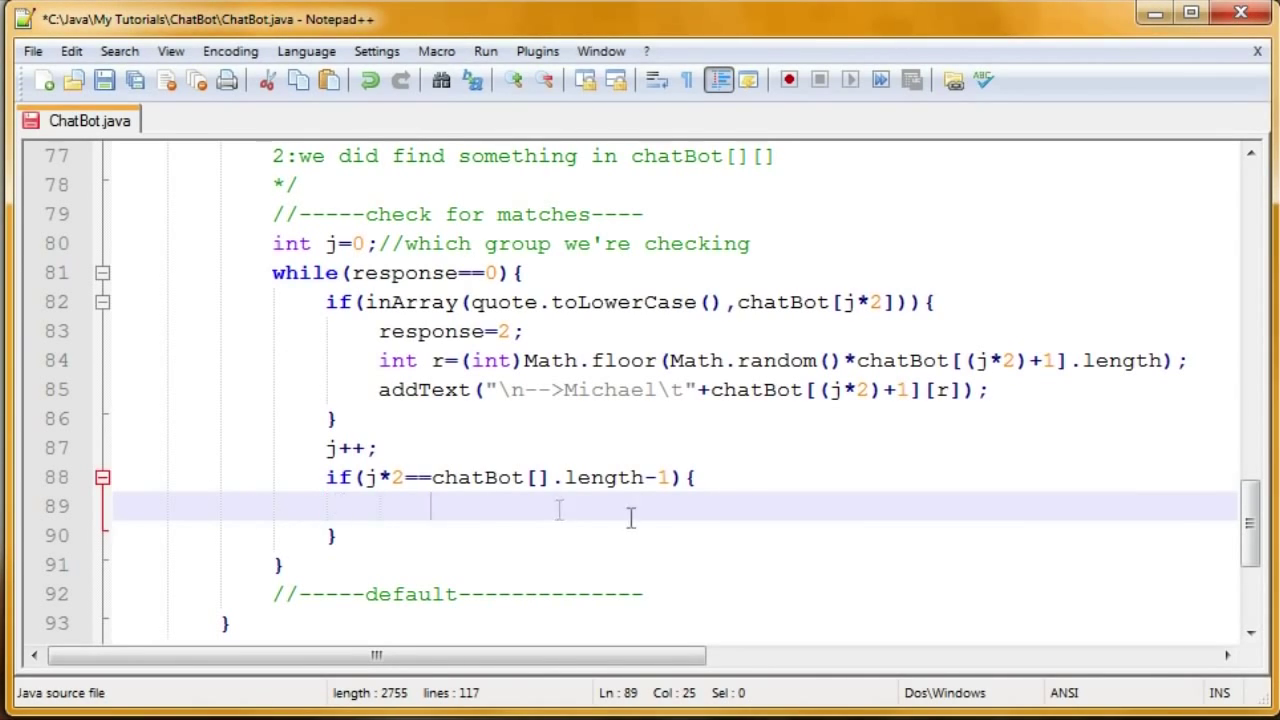 *C:\Java\My Tutorials\ChatBot\ChatBot.java - Notepad++
File Edit Search View Encoding Language Settings Macro Run Plugins Window ? X
ChatBot.java
77 2:we did find something in chatBot[][]
78 */
79 //-----check for matches----
80 int j=0;//which group we're checking
81 while(response==0){
82 if(inArray(quote.toLowerCase(),chatBot[j*2])){
83 response=2;
84 int r=(int)Math.floor(Math.random()*chatBot[(j*2)+1].length);
85 addText("\n-->Michael\t"+chatBot[(j*2)+1][r]);
86 }
87 j++;
88 if(j*2==chatBot[].length-1){
89
90 }
91 }
92 //-----default--------------
93 }
Java source file length : 2755 lines : 117 Ln : 89 Col : 25 Sel : 0 Dos\Windows ANSI INS